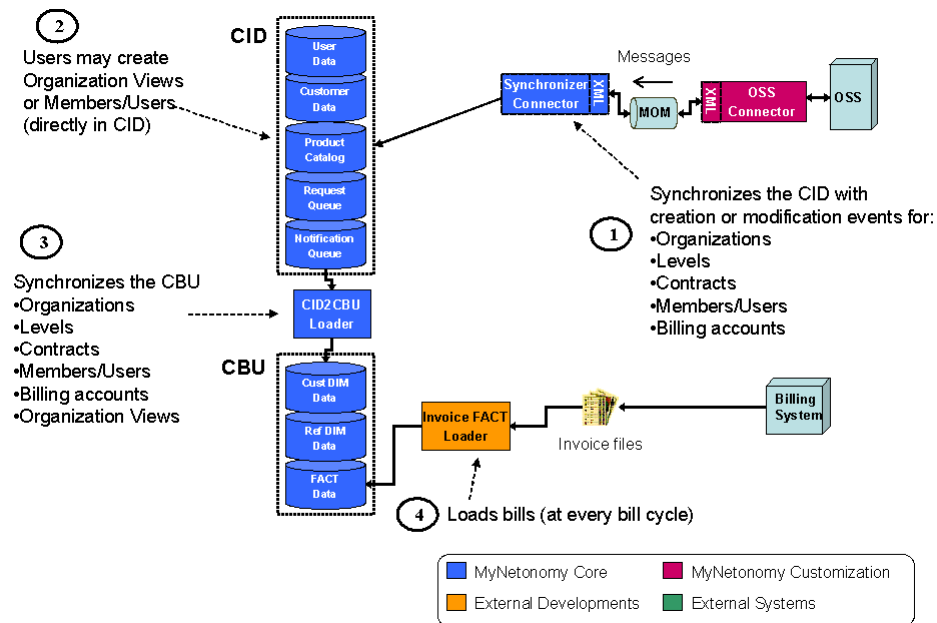 2
Users may create
Organization Views
or Members/Users
(directly in CID)
CID
User
Data
Customer
Data
Product
Catalog
Request
Queue
Notification
Queue
Synchronizer
Connector
XML
Messages
MOM
XML
OSS
Connector
OSS
1
Synchronizes the CID with
creation or modification events for:
•Organizations
•Levels
•Contracts
•Members/Users
•Billing accounts
3
Synchronizes the CBU
•Organizations
•Levels
•Contracts
•Members/Users
•Billing accounts
•Organization Views
CID2CBU
Loader
CBU
Cust DIM
Data
Ref DIM
Data
FACT
Data
Invoice FACT
Loader
Invoice files
Billing
System
4
Loads bills (at every bill cycle)
MyNetonomy Core
MyNetonomy Customization
External Developments
External Systems